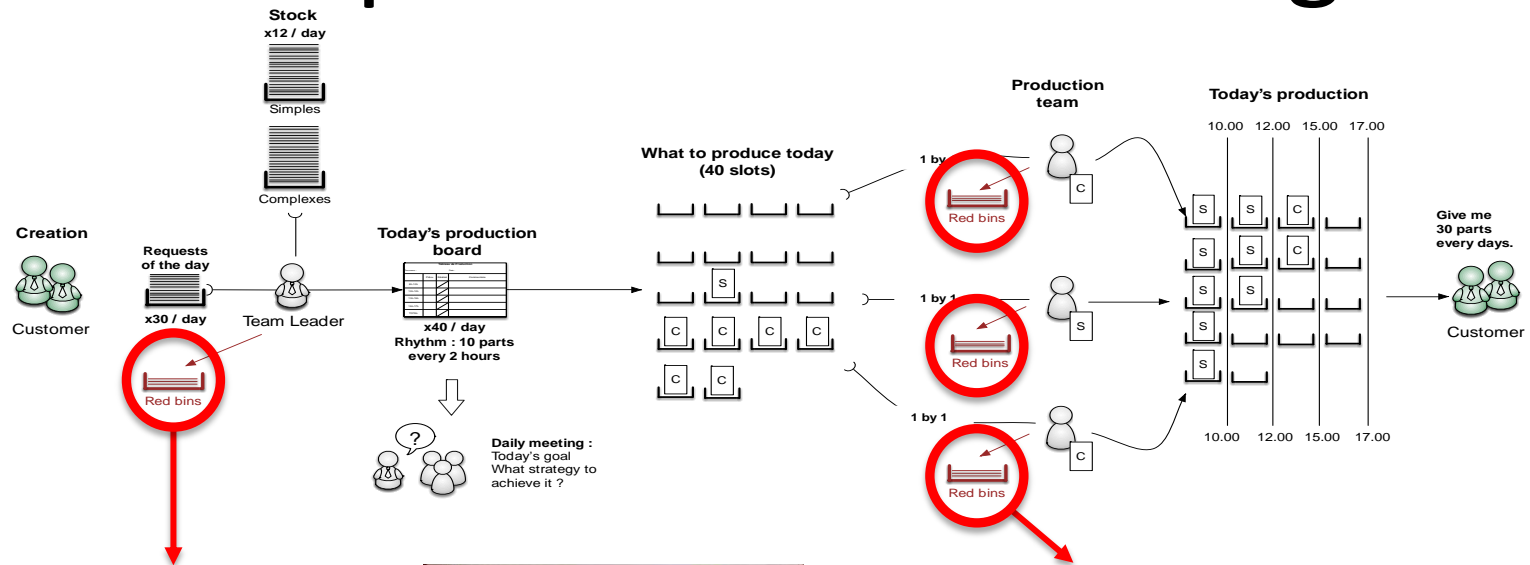 Stock
x12 / day
Simples
Complexes
Creation
Customer
Requests
of the day
x30 / day
Red bins
Team Leader
Today's production
board
x40 / day
Rhythm : 10 parts
every 2 hours
?
Daily meeting :
Today's goal
What strategy to
achieve it ?
What to produce today
(40 slots)
S
C C C C
C C
Production
team
1 by
Red bins
C
1 by 1
Red bins
S
1 by 1
Red bins
C
Today's production
10.00 12.00 15.00 17.00
S S C
S S C
S S
S
S
10.00 12.00 15.00 17.00
Give me
30 parts
every days.
Customer